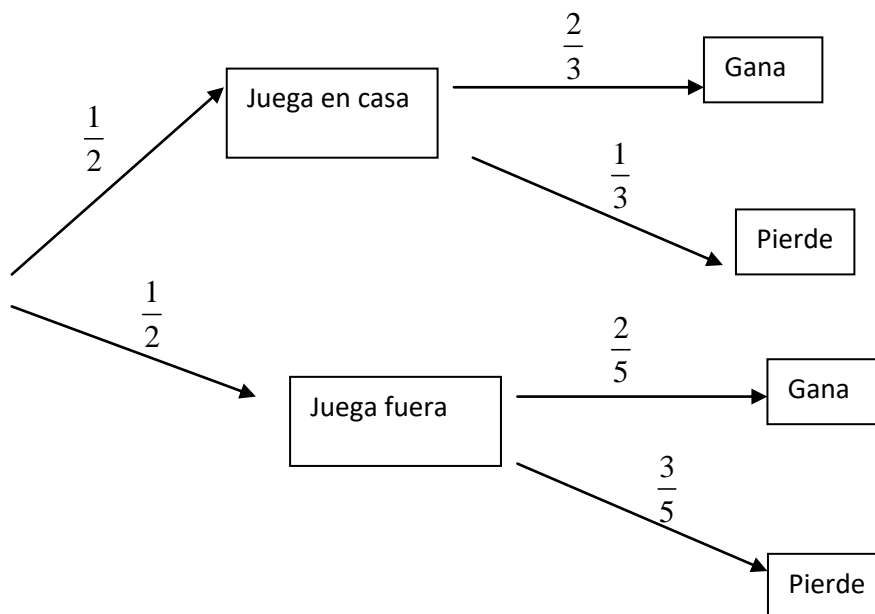 2/3
Gana
Juega en casa
1/2
1/3
Pierde
1/2
2/5
Gana
Juega fuera
3/5
Pierde